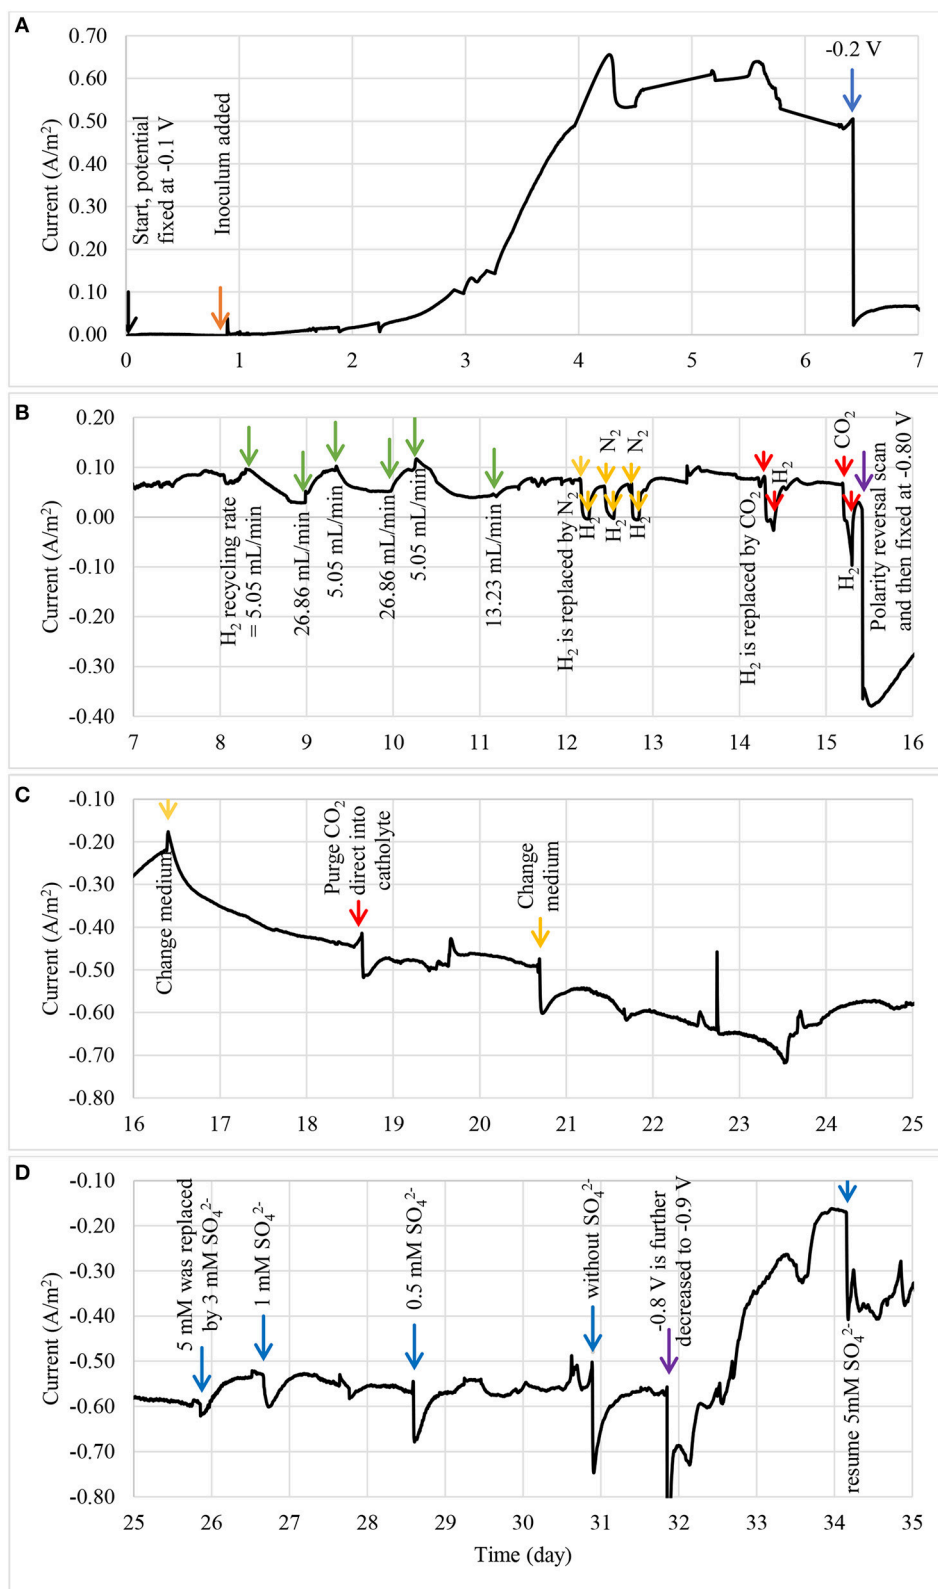 A
0.70
0.60
0.50
0.40
0.30
0.20
0.10
0.00
Current (A/m²)
Start, potential
fixed at -0.1 V
Inoculum added
-0.2 V
0 1 2 3 4 5 6 7
B
0.20
0.10
0.00
-0.10
-0.20
-0.30
-0.40
Current (A/m²)
H₂ recycling rate
= 5.05 mL/min
26.86 mL/min
5.05 mL/min
26.86 mL/min
5.05 mL/min
13.23 mL/min
H₂ is replaced by N₂
H₂
N₂
H₂
N₂
H₂
H₂ is replaced by CO₂
H₂
CO₂
H₂
Polarity reversal scan
and then fixed at -0.80 V
7 8 9 10 11 12 13 14 15 16
C
-0.10
-0.20
-0.30
-0.40
-0.50
-0.60
-0.70
-0.80
Current (A/m²)
Change medium
Purge CO₂
direct into
catholyte
Change
medium
16 17 18 19 20 21 22 23 24 25
D
-0.10
-0.20
-0.30
-0.40
-0.50
-0.60
-0.70
-0.80
Current (A/m²)
5 mM was replaced
by 3 mM SO₄²⁻
1 mM SO₄²⁻
0.5 mM SO₄²⁻
without SO₄²⁻
-0.8 V is further
decreased to -0.9 V
resume 5mM SO₄²⁻
25 26 27 28 29 30 31 32 33 34 35
Time (day)